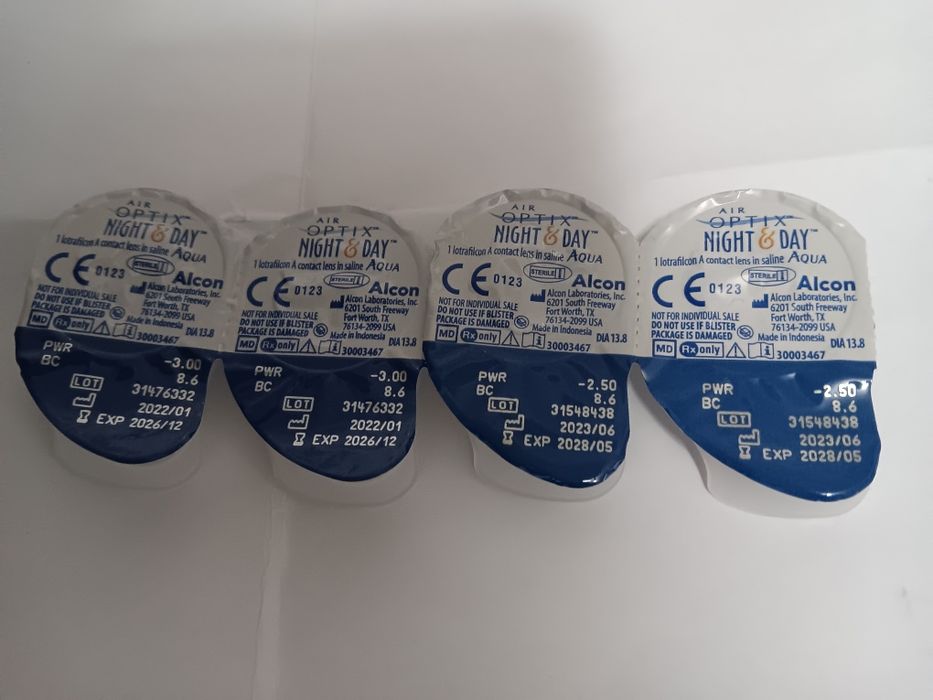 AIR
OPTIX™
NIGHT & DAY™
1 lotrafilcon A contact lens in saline AQUA
CE 0123 STERILE Alcon
Alcon Laboratories, Inc.
6201 South Freeway
Fort Worth, TX
76134-2099 USA
Made in Indonesia
NOT FOR INDIVIDUAL SALE
DO NOT USE IF BLISTER
PACKAGE IS DAMAGED
DIA 13.8
MD Rx only 30003467
PWR -3.00
BC 8.6
LOT 31476332
2022/01
EXP 2026/12
AIR
OPTIX™
NIGHT & DAY™
1 lotrafilcon A contact lens in saline AQUA
CE 0123 STERILE Alcon
Alcon Laboratories, Inc.
6201 South Freeway
Fort Worth, TX
76134-2099 USA
Made in Indonesia
NOT FOR INDIVIDUAL SALE
DO NOT USE IF BLISTER
PACKAGE IS DAMAGED
DIA 13.8
MD Rx only 30003467
PWR -3.00
BC 8.6
LOT 31476332
2022/01
EXP 2026/12
AIR
OPTIX™
NIGHT & DAY™
1 lotrafilcon A contact lens in saline AQUA
CE 0123 STERILE Alcon
Alcon Laboratories, Inc.
6201 South Freeway
Fort Worth, TX
76134-2099 USA
Made in Indonesia
NOT FOR INDIVIDUAL SALE
DO NOT USE IF BLISTER
PACKAGE IS DAMAGED
DIA 13.8
MD Rx only 30003467
PWR -2.50
BC 8.6
LOT 31548438
2023/06
EXP 2028/05
AIR
OPTIX™
NIGHT & DAY™
1 lotrafilcon A contact lens in saline AQUA
CE 0123 STERILE Alcon
Alcon Laboratories, Inc.
6201 South Freeway
Fort Worth, TX
76134-2099 USA
Made in Indonesia
NOT FOR INDIVIDUAL SALE
DO NOT USE IF BLISTER
PACKAGE IS DAMAGED
DIA 13.8
MD Rx only 30003467
PWR -2.50
BC 8.6
LOT 31548438
2023/06
EXP 2028/05